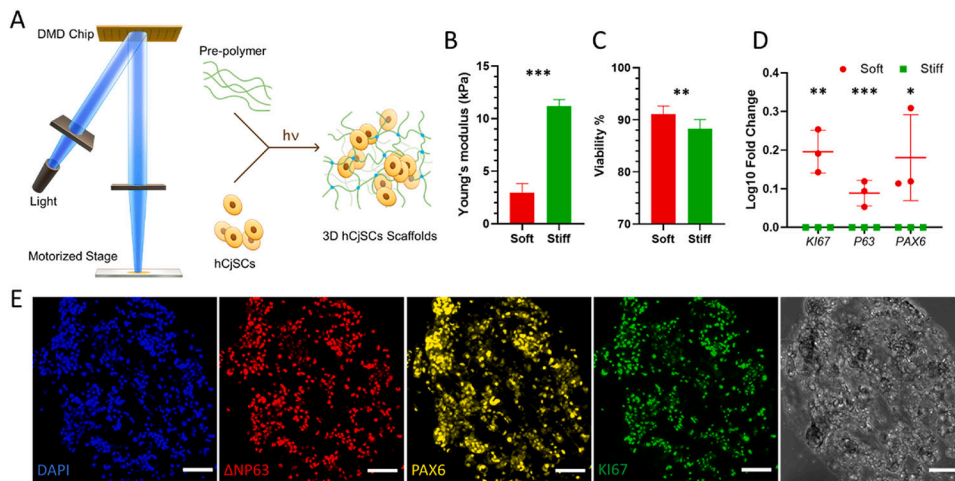 A
DMD Chip
Light
Motorized Stage
Pre-polymer
hν
hCjSCs
3D hCjSCs Scaffolds
B
***
Young's modulus (kPa)
15
10
5
0
Soft
Stiff
C
**
Viability %
100
90
80
70
Soft
Stiff
D
Soft
Stiff
Log10 Fold Change
0.4
0.3
0.2
0.1
0.0
**
***
*
KI67
P63
PAX6
E
DAPI
ΔNP63
PAX6
KI67